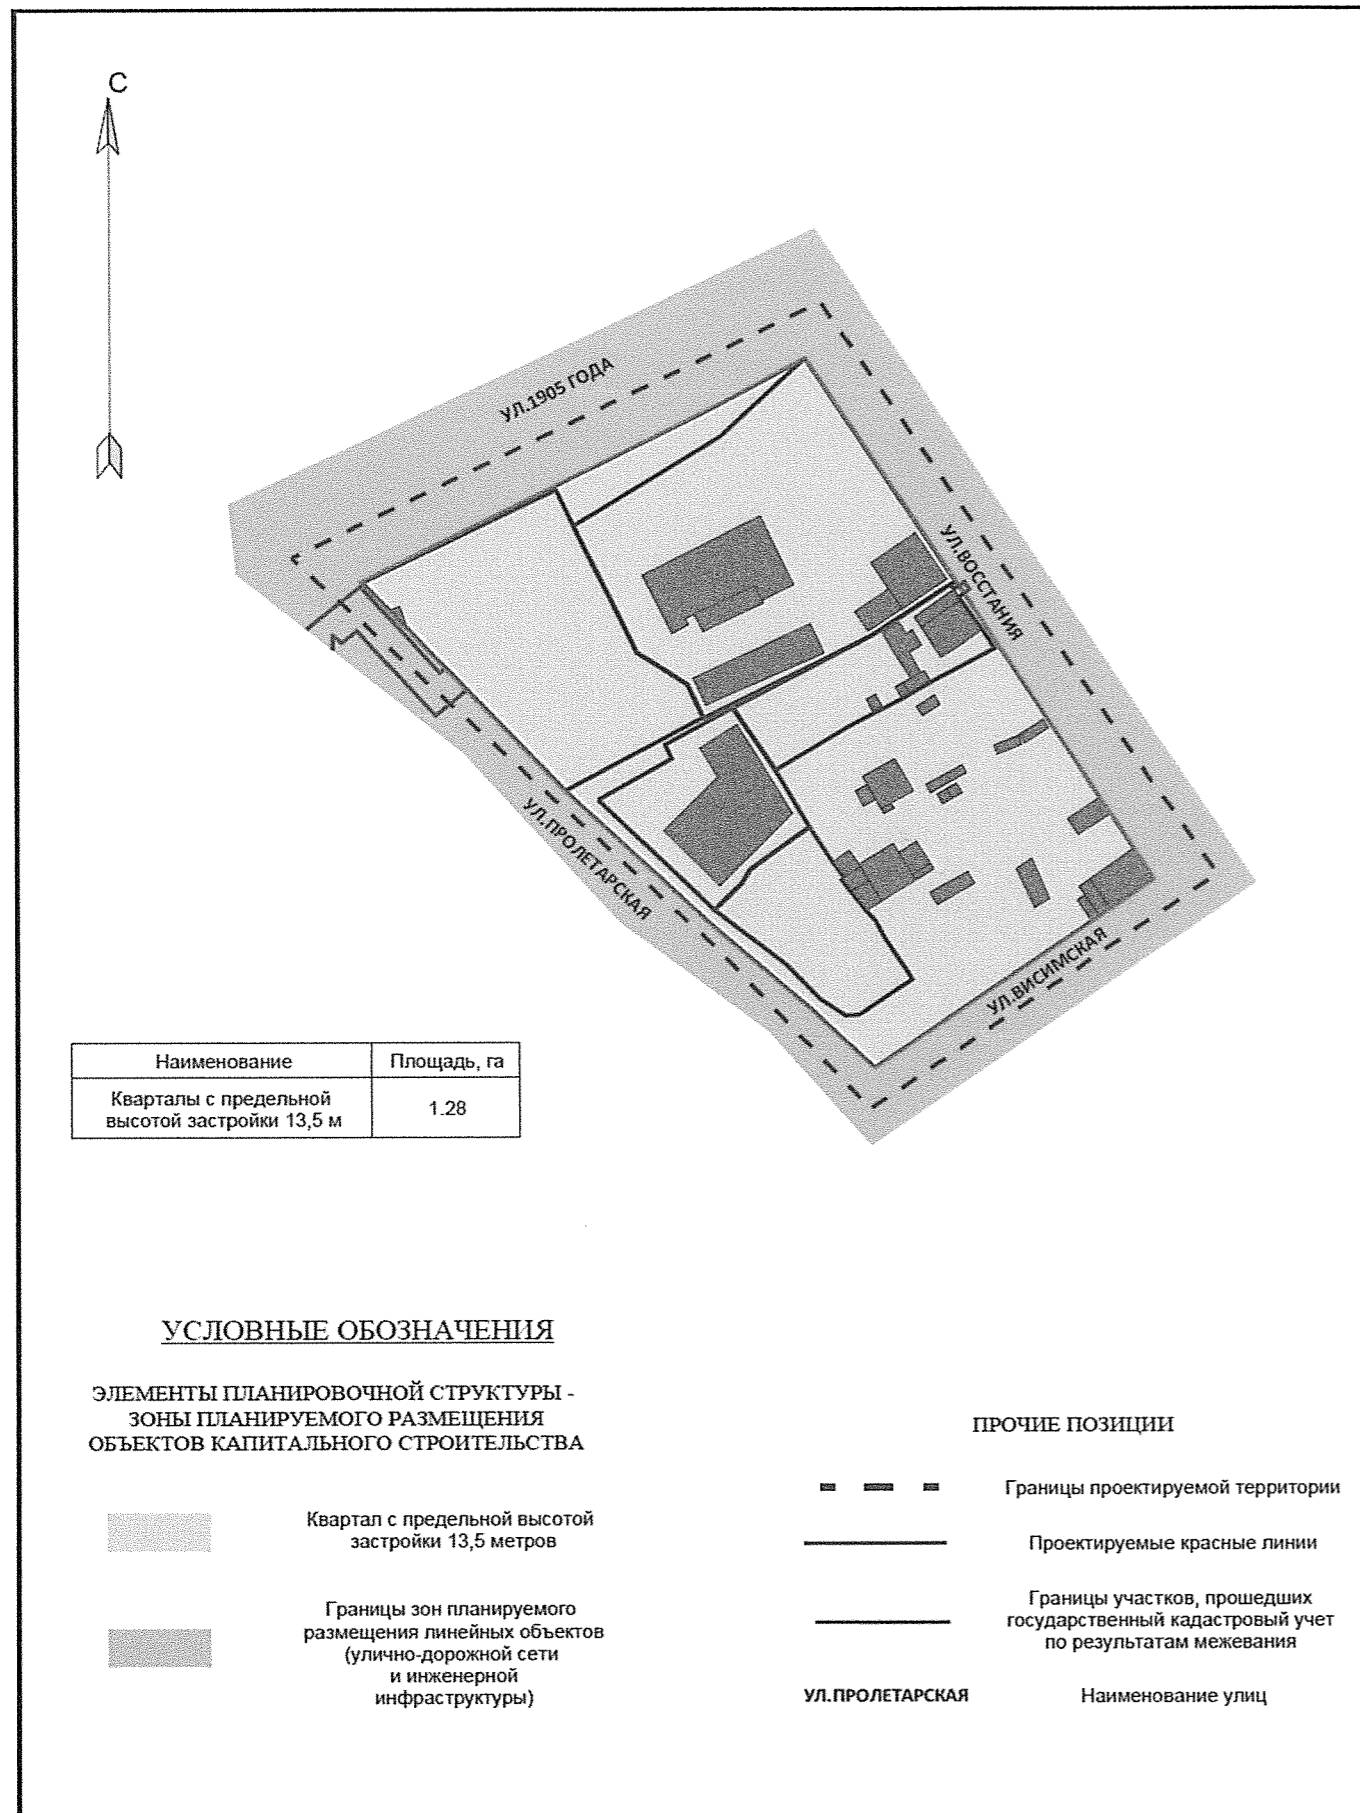 С
УЛ.1905 ГОДА
УЛ.ВОССТАНИЯ
УЛ.ПРОЛЕТАРСКАЯ
УЛ.ВИСИМСКАЯ
Наименование
Площадь, га
Кварталы с предельной
высотой застройки 13,5 м
1.28
УСЛОВНЫЕ ОБОЗНАЧЕНИЯ
ЭЛЕМЕНТЫ ПЛАНИРОВОЧНОЙ СТРУКТУРЫ -
ЗОНЫ ПЛАНИРУЕМОГО РАЗМЕЩЕНИЯ
ОБЪЕКТОВ КАПИТАЛЬНОГО СТРОИТЕЛЬСТВА
Квартал с предельной высотой
застройки 13,5 метров
Границы зон планируемого
размещения линейных объектов
(улично-дорожной сети
и инженерной
инфраструктуры)
ПРОЧИЕ ПОЗИЦИИ
Границы проектируемой территории
Проектируемые красные линии
Границы участков, прошедших
государственный кадастровый учет
по результатам межевания
УЛ.ПРОЛЕТАРСКАЯ
Наименование улиц